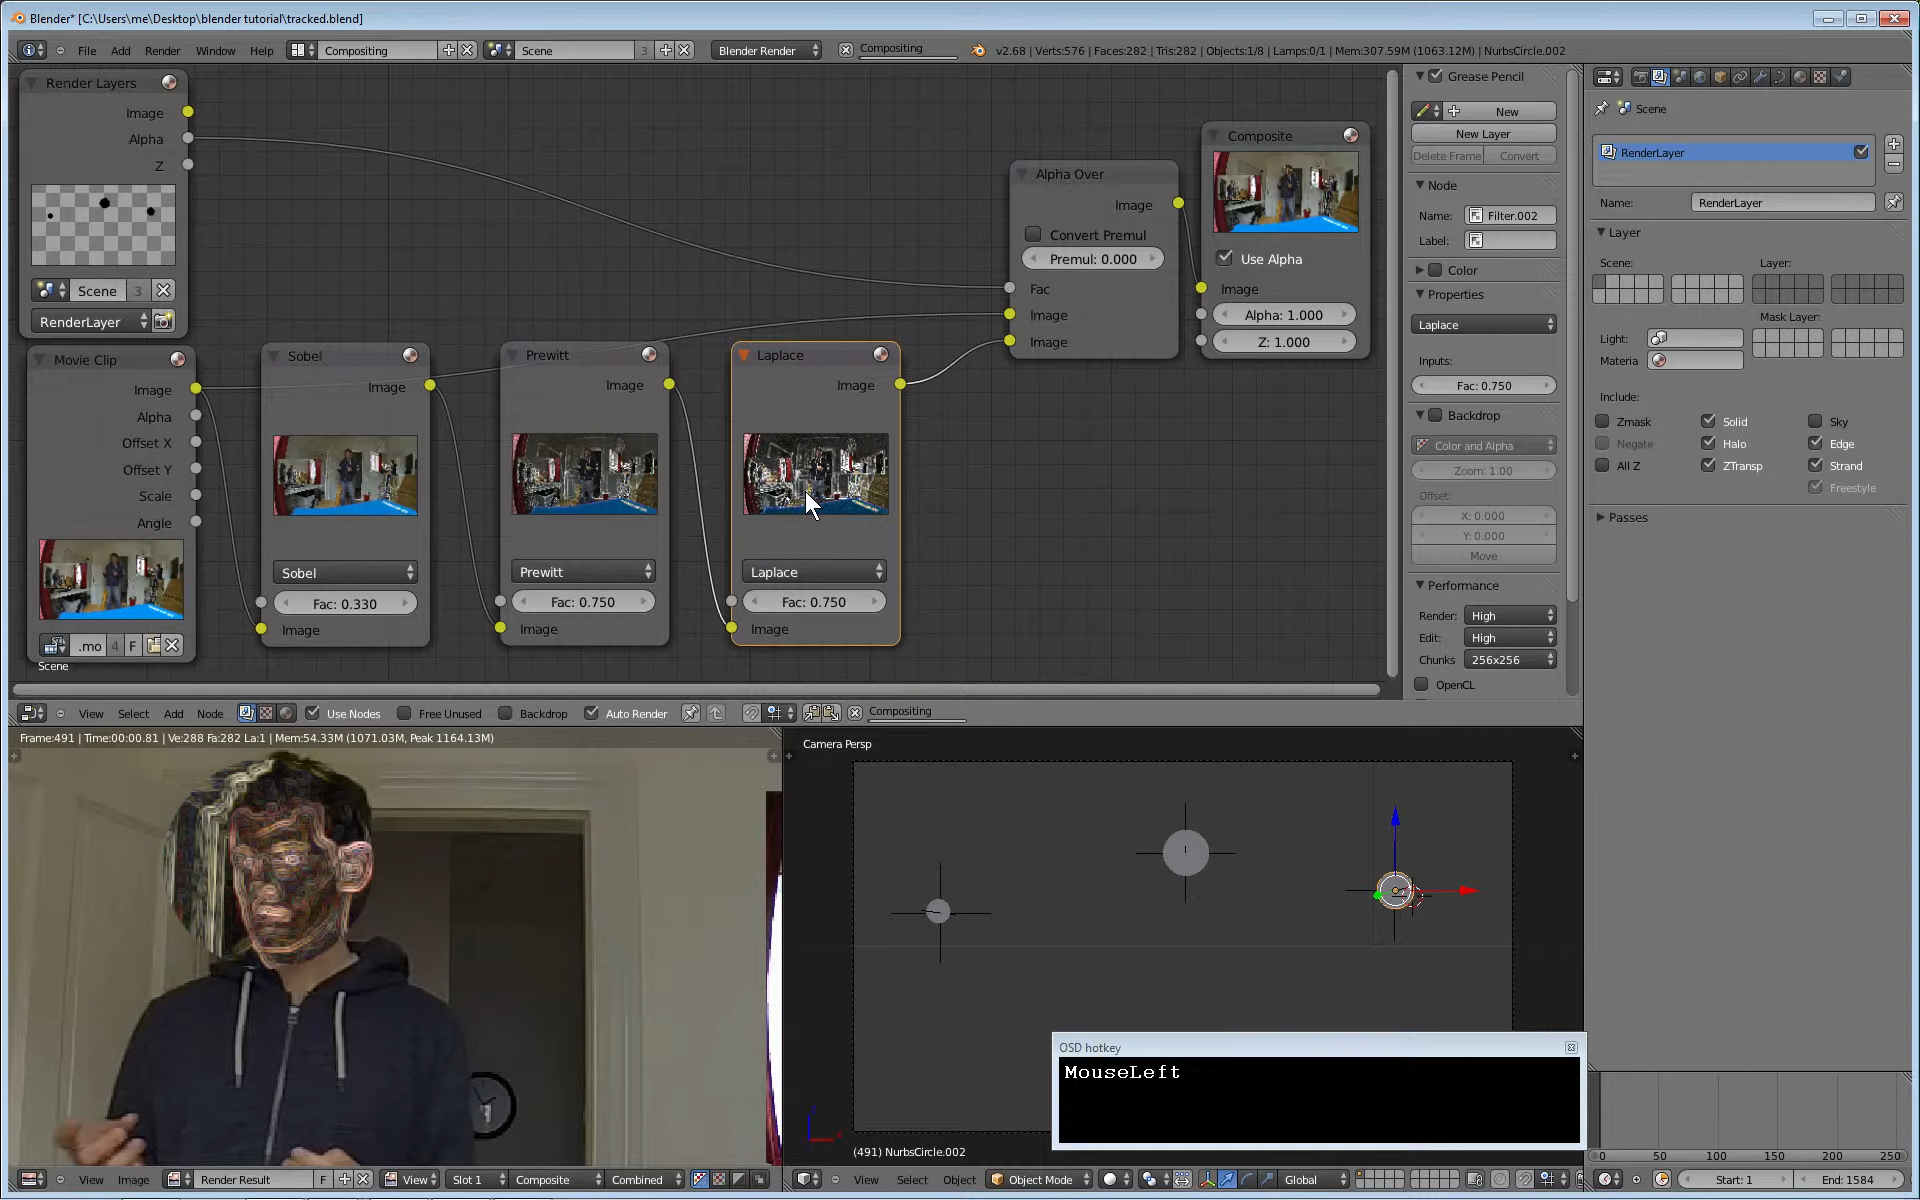 Blender* [C:\Users\me\Desktop\blender tutorial\tracked.blend]
File Add Render Window Help Compositing Scene 3 Blender Render Compositing v2.68 | Verts:576 | Faces:282 | Tris:282 | Objects:1/8 | Lamps:0/1 | Mem:307.59M (1063.12M) | NurbsCircle.002
Render Layers
Image
Alpha
Z
Scene 3
RenderLayer
Movie Clip
Image
Alpha
Offset X
Offset Y
Scale
Angle
.mo 4 F
Scene
Sobel
Image
Sobel
Fac: 0.330
Image
Prewitt
Image
Prewitt
Fac: 0.750
Image
Laplace
Image
Laplace
Fac: 0.750
Image
Alpha Over
Image
Convert Premul
Premul: 0.000
Fac
Image
Image
Composite
Use Alpha
Image
Alpha: 1.000
Z: 1.000
Grease Pencil
New
New Layer
Delete Frame Convert
Node
Name: Filter.002
Label:
Color
Properties
Laplace
Inputs:
Fac: 0.750
Backdrop
Color and Alpha
Zoom: 1.00
Offset:
X: 0.000
Y: 0.000
Move
Performance
Render: High
Edit: High
Chunks 256x256
OpenCL
Scene
RenderLayer
Name: RenderLayer
Layer
Scene: Layer:
Mask Layer:
Light:
Materia
Include:
Zmask Solid Sky
Negate Halo Edge
All Z ZTransp Strand
Freestyle
Passes
View Select Add Node Use Nodes Free Unused Backdrop Auto Render Compositing
Frame:491 | Time:00:00.81 | Ve:288 Fa:282 La:1 | Mem:54.33M (1071.03M, Peak 1164.13M)
Camera Persp
(491) NurbsCircle.002
OSD hotkey
MouseLeft
View Image Render Result F View Slot 1 Composite Combined
View Select Object Object Mode Global
0 50 100 150 200 250
Start: 1 End: 1584